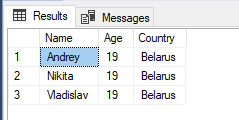 Results Messages
Name Age Country
1 Andrey 19 Belarus
2 Nikita 19 Belarus
3 Vladislav 19 Belarus